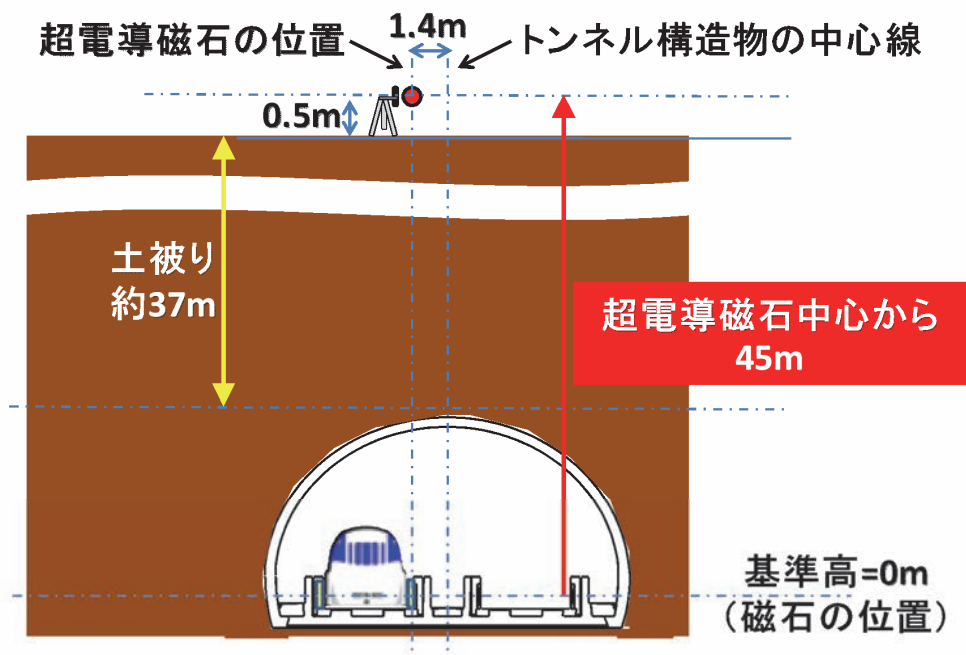 超電導磁石の位置
1.4m
トンネル構造物の中心線
0.5m
土被り
約37m
超電導磁石中心から
45m
基準高=0m
（磁石の位置）